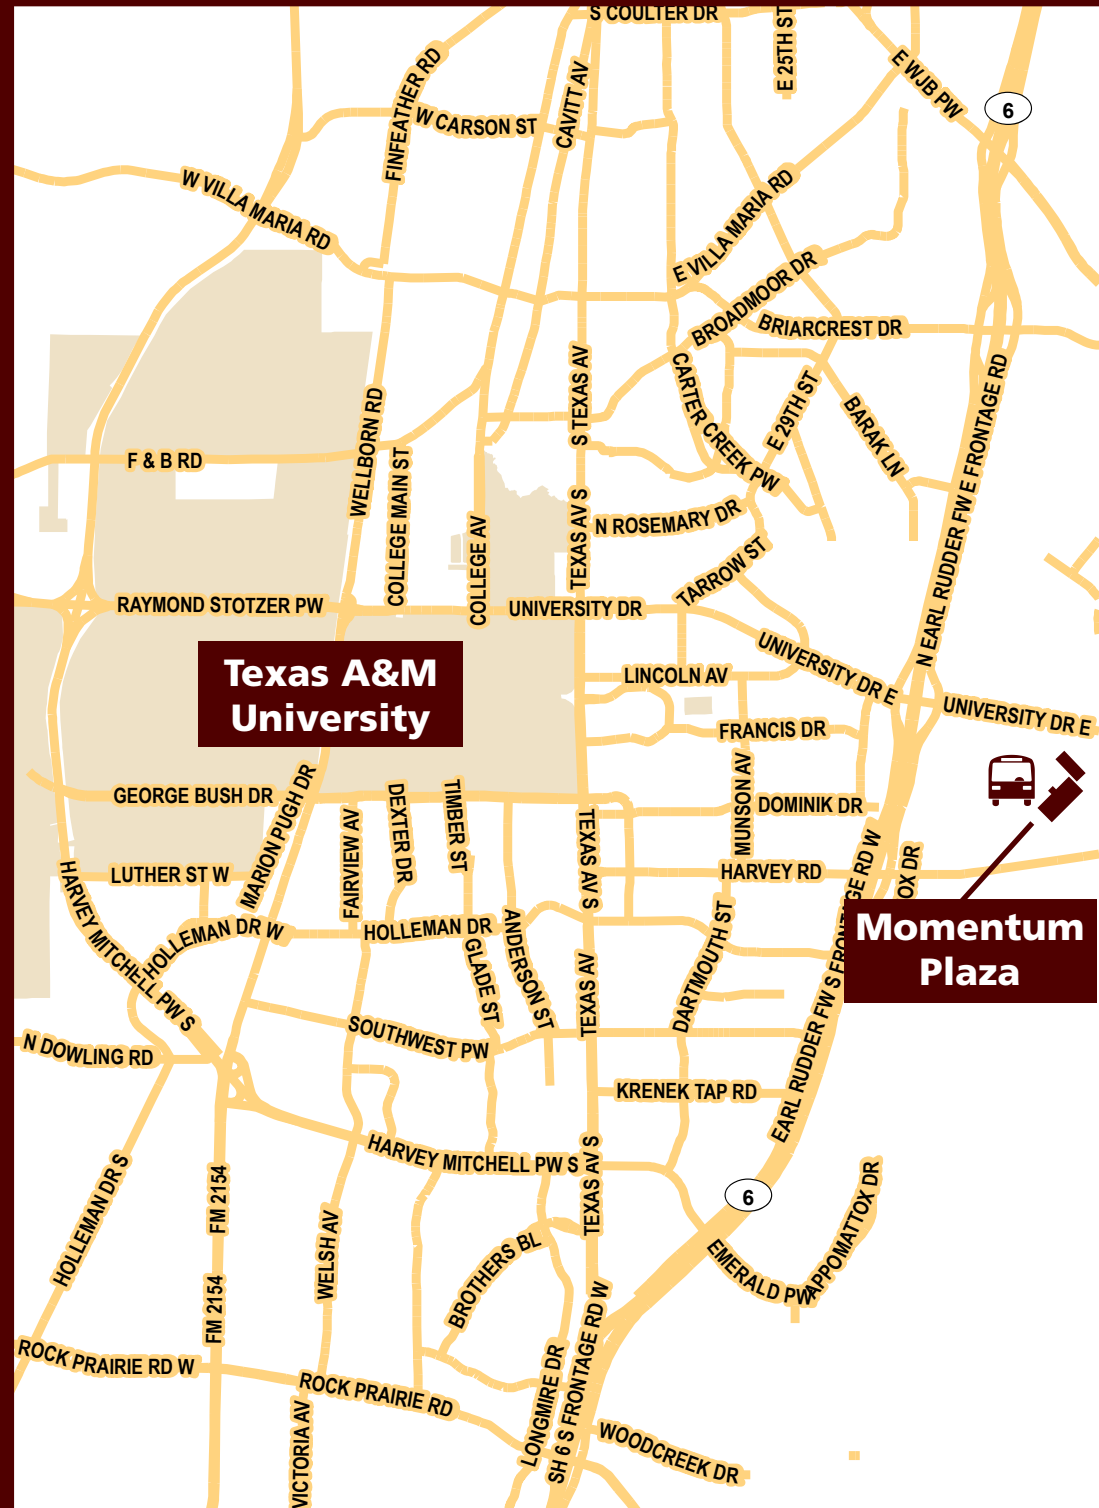 S COULTER DR
E 25TH ST
E WJB PW
6
FINFEATHER RD
W CARSON ST
CAVITT AV
W VILLA MARIA RD
E VILLA MARIA RD
BROADMOOR DR
BRIARCREST DR
S TEXAS AV
CARTER CREEK PW
E 29TH ST
BARAK LN
N EARL RUDDER FW E FRONTAGE RD
F & B RD
WELLBORN RD
COLLEGE MAIN ST
COLLEGE AV
TEXAS AV S
N ROSEMARY DR
TARROW ST
RAYMOND STOTZER PW
UNIVERSITY DR
UNIVERSITY DR E
UNIVERSITY DR E
Texas A&M
University
LINCOLN AV
FRANCIS DR
MUNSON AV
DOMINIK DR
GEORGE BUSH DR
MARION PUGH DR
FAIRVIEW AV
DEXTER DR
TIMBER ST
TEXAS AV S
HARVEY RD
OX DR
LUTHER ST W
HARVEY MITCHELL PW S
HOLLEMAN DR W
HOLLEMAN DR
GLADE ST
ANDERSON ST
TEXAS AV
DARTMOUTH ST
EARL RUDDER FW S FRONTAGE RD W
Momentum
Plaza
N DOWLING RD
SOUTHWEST PW
KRENEK TAP RD
HARVEY MITCHELL PW S
TEXAS AV S
6
HOLLEMAN DR S
FM 2154
WELSH AV
BROTHERS BL
EMERALD PW
APPOMATTOX DR
FM 2154
ROCK PRAIRIE RD W
ROCK PRAIRIE RD
VICTORIA AV
LONGMIRE DR
SH 6 S FRONTAGE RD W
WOODCREEK DR